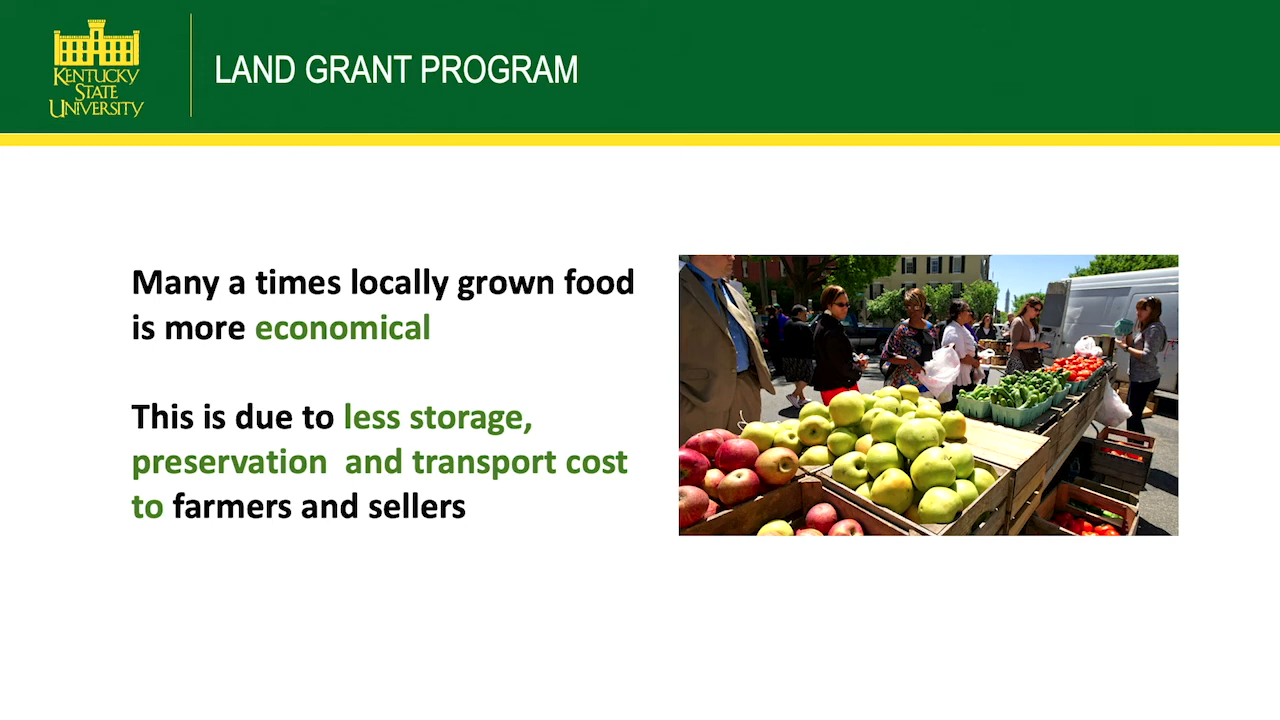 KENTUCKY
STATE
UNIVERSITY
LAND GRANT PROGRAM
Many a times locally grown food
is more economical
This is due to less storage,
preservation  and transport cost
to farmers and sellers